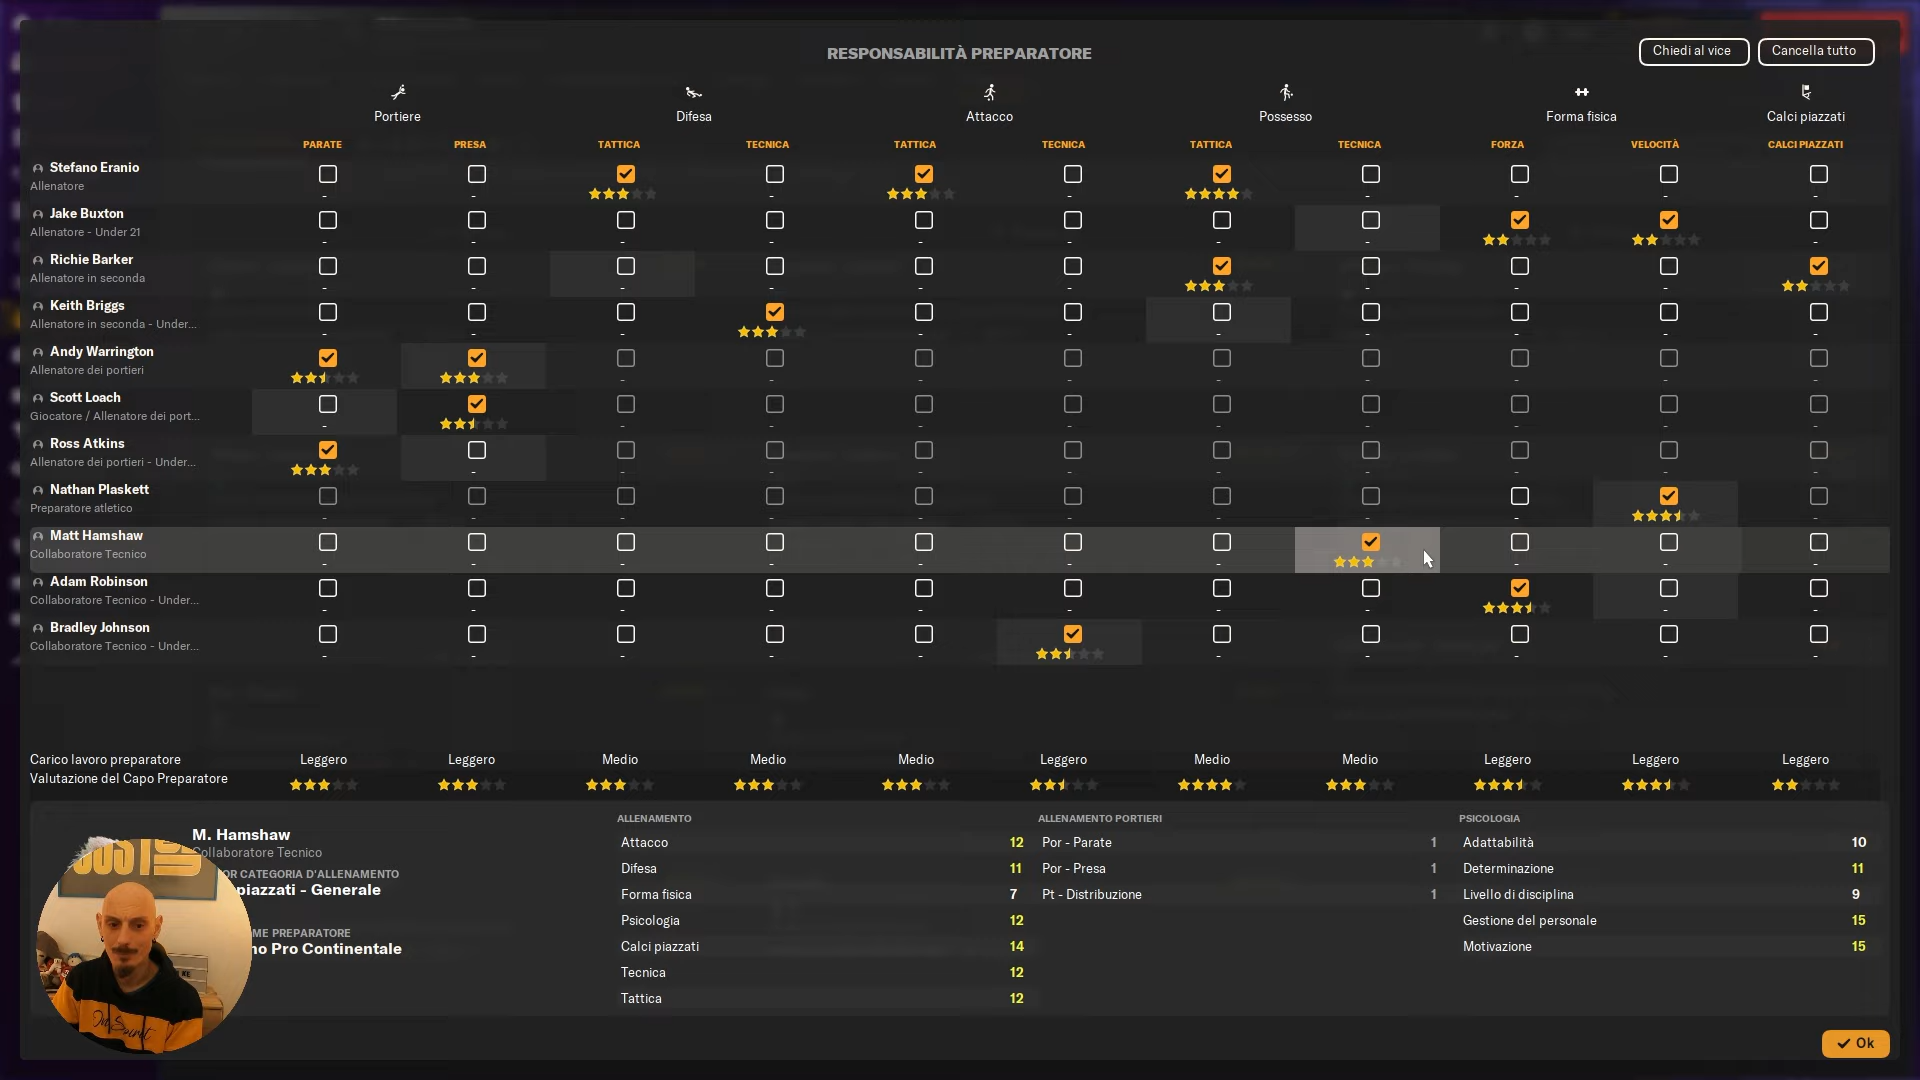 RESPONSABILITÀ PREPARATORE
Chiedi al vice
Cancella tutto
Portiere Difesa Attacco Possesso Forma fisica Calci piazzati
PARATE PRESA TATTICA TECNICA TATTICA TECNICA TATTICA TECNICA FORZA VELOCITÀ CALCI PIAZZATI
Stefano Eranio
Allenatore
- - - - - - - -
Jake Buxton
Allenatore - Under 21
- - - - - - - - -
Richie Barker
Allenatore in seconda
- - - - - - - - -
Keith Briggs
Allenatore in seconda - Under...
- - - - - - - - - -
Andy Warrington
Allenatore dei portieri
- - - - - - - - -
Scott Loach
Giocatore / Allenatore dei port...
- - - - - - - - - -
Ross Atkins
Allenatore dei portieri - Under...
- - - - - - - - - -
Nathan Plaskett
Preparatore atletico
- - - - - - - - - -
Matt Hamshaw
Collaboratore Tecnico
- - - - - - - - - -
Adam Robinson
Collaboratore Tecnico - Under...
- - - - - - - - - -
Bradley Johnson
Collaboratore Tecnico - Under...
- - - - - - - - - -
Carico lavoro preparatore Leggero Leggero Medio Medio Medio Leggero Medio Medio Leggero Leggero Leggero
Valutazione del Capo Preparatore
M. Hamshaw
Collaboratore Tecnico
OR CATEGORIA D'ALLENAMENTO
piazzati - Generale
ME PREPARATORE
no Pro Continentale
ALLENAMENTO
Attacco 12
Difesa 11
Forma fisica 7
Psicologia 12
Calci piazzati 14
Tecnica 12
Tattica 12
ALLENAMENTO PORTIERI
Por - Parate 1
Por - Presa 1
Pt - Distribuzione 1
PSICOLOGIA
Adattabilità 10
Determinazione 11
Livello di disciplina 9
Gestione del personale 15
Motivazione 15
Ok